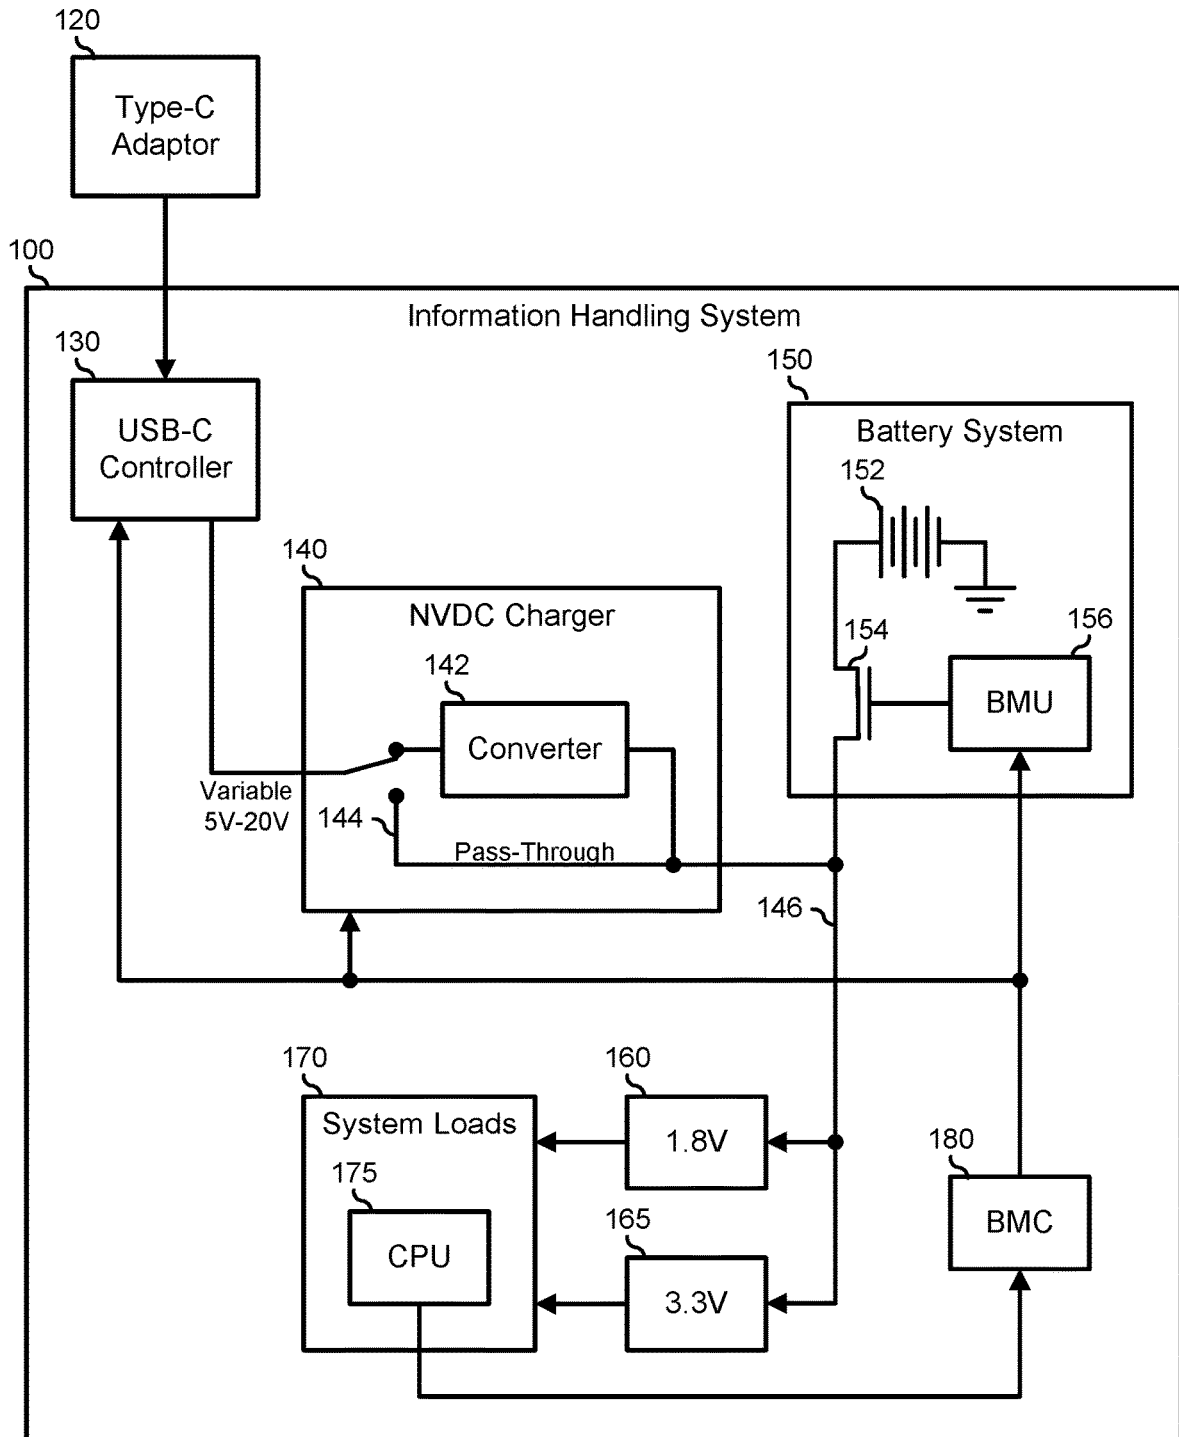 120
Type-C
Adaptor
100
Information Handling System
130
USB-C
Controller
150
Battery System
152
140
NVDC Charger
154
156
BMU
142
Converter
Variable
5V-20V
144
Pass-Through
146
170
System Loads
160
1.8V
175
CPU
165
3.3V
180
BMC